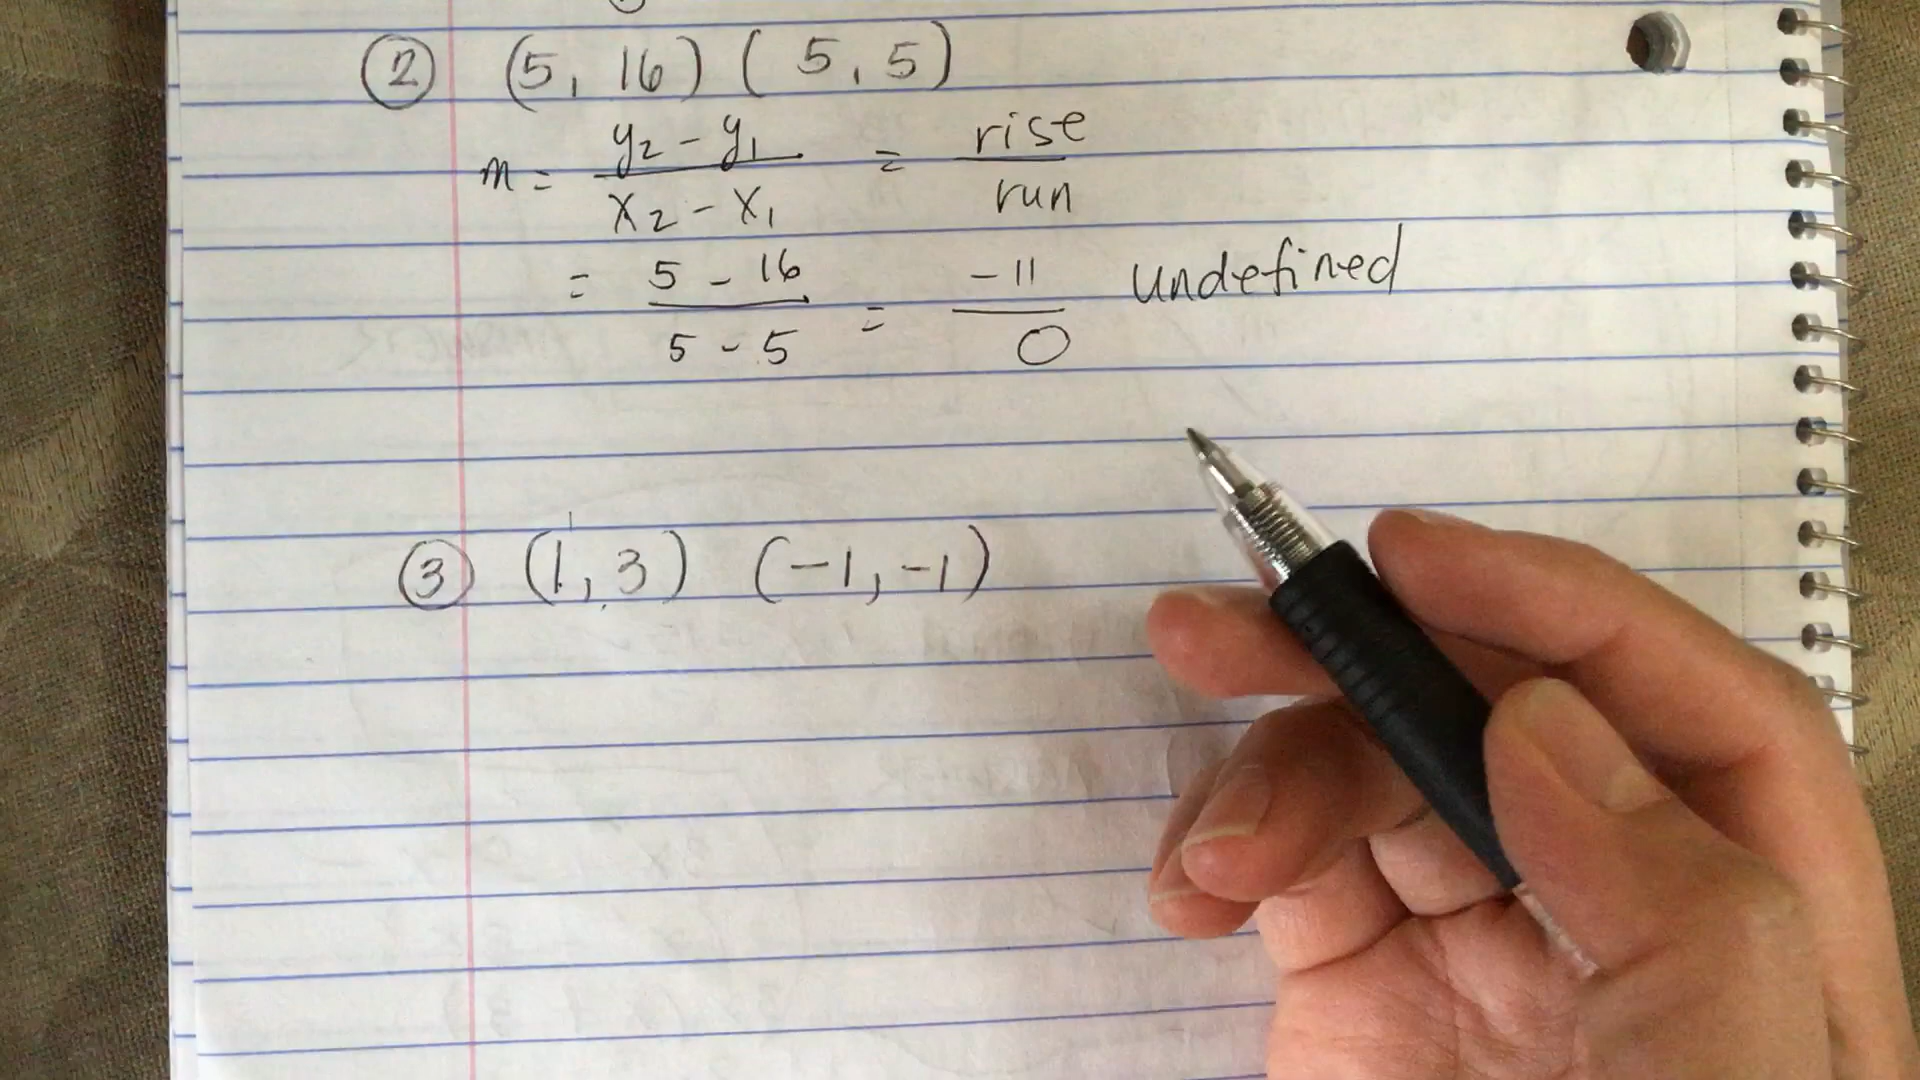 ② (5, 16) (5, 5)
m = y₂ - y₁ / x₂ - x₁ = rise / run
= 5 - 16 / 5 - 5 = -11 / 0 undefined
③ (1, 3) (-1, -1)